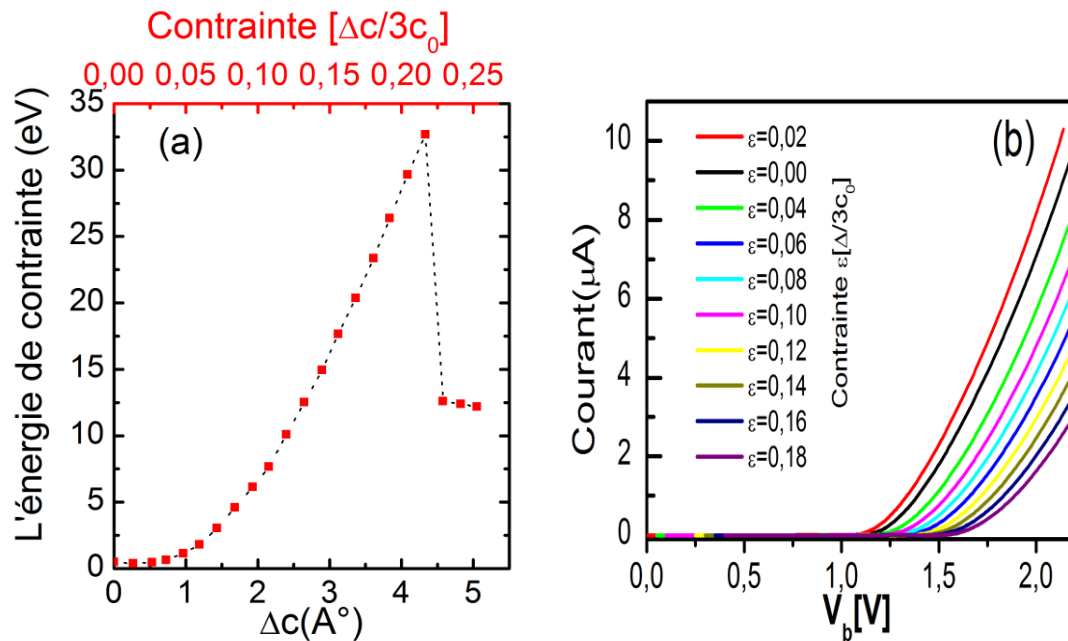 Contrainte [Δc/3c₀]
0,00 0,05 0,10 0,15 0,20 0,25
(a)
L'énergie de contrainte (eV)
35
30
25
20
15
10
5
0
0 1 2 3 4 5
Δc(A°)
(b)
Courant(μA)
10
8
6
4
2
0
ε=0,02
ε=0,00
ε=0,04
ε=0,06
ε=0,08
ε=0,10
ε=0,12
ε=0,14
ε=0,16
ε=0,18
Contrainte ε[Δ/3c₀]
0,0 0,5 1,0 1,5 2,0
V_b[V]